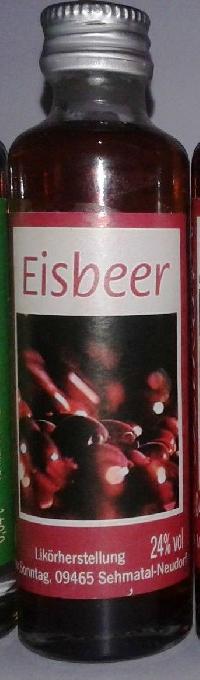 Eisbeer
24% vol
Likörherstellung
Sonntag, 09465 Sehmatal-Neudorf